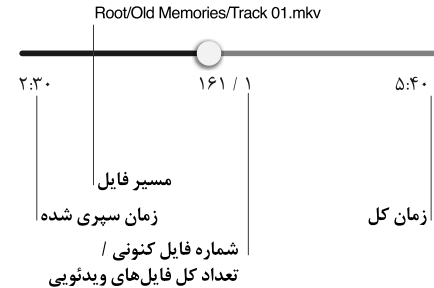 Root/Old Memories/Track 01.mkv
۲:۳۰
۱۶۱ / ۱
۵:۴۰
مسیر فایل
زمان سپری شده
زمان کل
شماره فایل کنونی /
تعداد کل فایل‌های ویدئویی